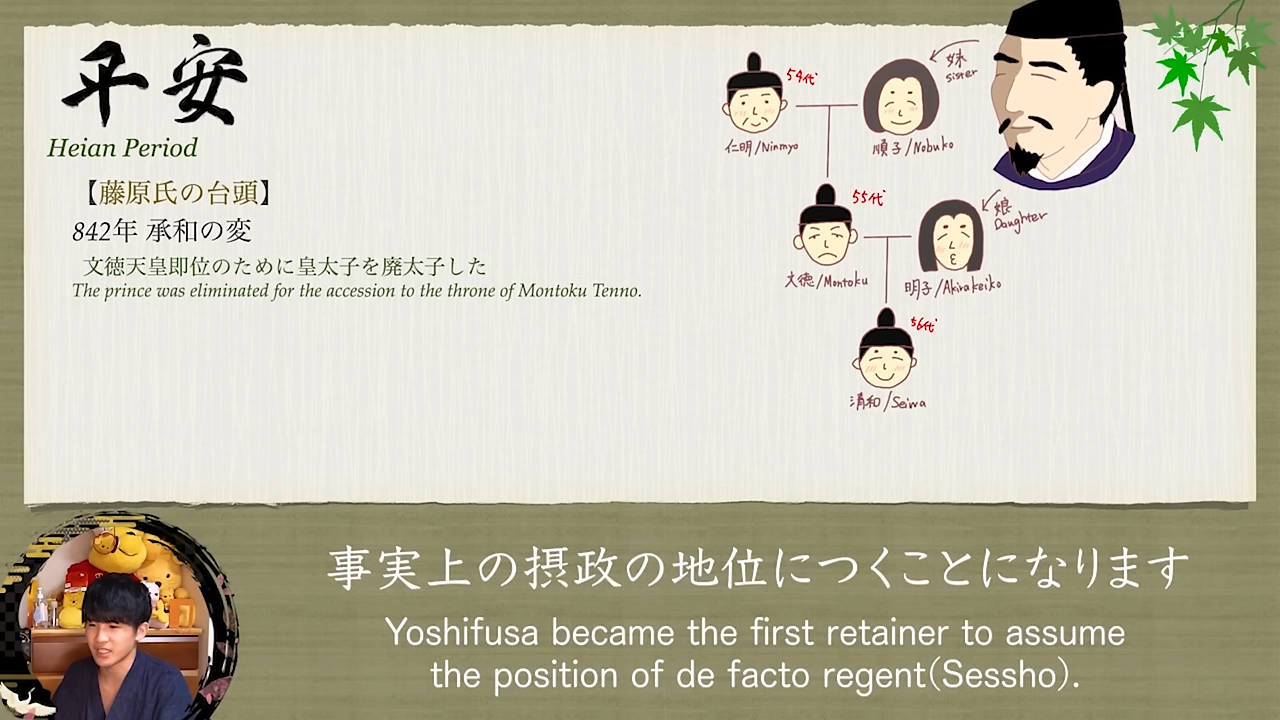 平安
Heian Period
【藤原氏の台頭】
842年 承和の変
文徳天皇即位のために皇太子を廃太子した
The prince was eliminated for the accession to the throne of Montoku Tenno.
54代
妹
sister
仁明/Ninmyo
順子/Nobuko
55代
娘
Daughter
文徳/Montoku
明子/Akirakeiko
56代
清和/Seiwa
事実上の摂政の地位につくことになります
Yoshifusa became the first retainer to assume
the position of de facto regent(Sessho).